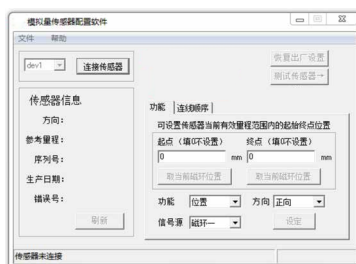 模拟量传感器配置软件
文件 帮助
dev1 连接传感器
恢复出厂设置
测试传感器→
传感器信息
方向:
参考量程:
序列号:
生产日期:
错误号:
刷新
功能 连线顺序
可设置传感器当前有效量程范围内的起始终点位置
起点（填0不设置） 终点（填0不设置）
0 mm 0 mm
取当前磁环位置 取当前磁环位置
功能 位置 方向 正向
信号源 磁环一 设定
传感器未连接